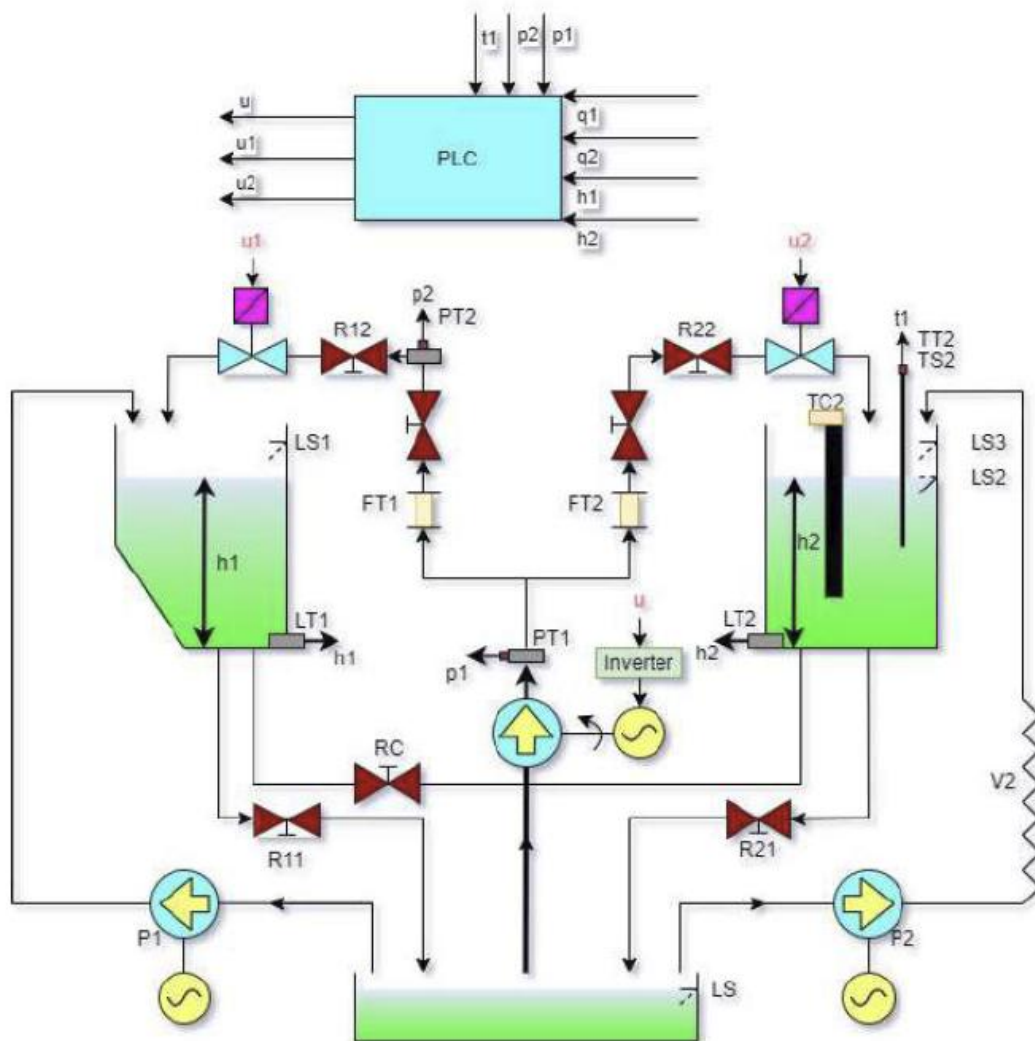 t1
p2
p1
u
u1
u2
PLC
q1
q2
h1
h2
u1
u2
p2
PT2
R12
R22
t1
TT2
TS2
TC2
LS1
LS3
LS2
FT1
FT2
h1
h2
LT1
h1
PT1
p1
u
Inverter
LT2
h2
RC
V2
R11
R21
P1
P2
LS